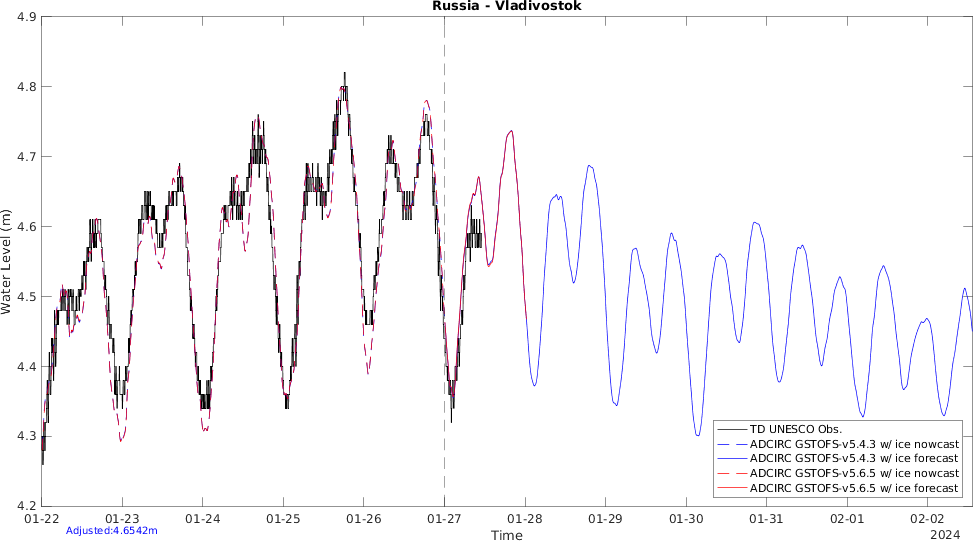 Russia - Vladivostok
4.9
4.8
4.7
4.6
4.5
4.4
4.3
4.2
Water Level (m)
TD UNESCO Obs.
ADCIRC GSTOFS-v5.4.3 w/ ice nowcast
ADCIRC GSTOFS-v5.4.3 w/ ice forecast
ADCIRC GSTOFS-v5.6.5 w/ ice nowcast
ADCIRC GSTOFS-v5.6.5 w/ ice forecast
01-22 01-23 01-24 01-25 01-26 01-27 01-28 01-29 01-30 01-31 02-01 02-02
Adjusted:4.6542m
Time
2024